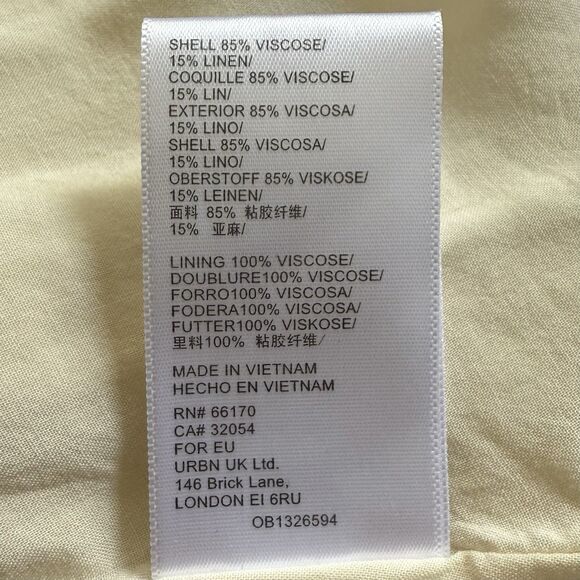 SHELL 85% VISCOSE/
15% LINEN/
COQUILLE 85% VISCOSE/
15% LIN/
EXTERIOR 85% VISCOSA/
15% LINO/
SHELL 85% VISCOSA/
15% LINO/
OBERSTOFF 85% VISKOSE/
15% LEINEN/
面料 85% 粘胶纤维/
15% 亚麻/
LINING 100% VISCOSE/
DOUBLURE100% VISCOSE/
FORRO100% VISCOSA/
FODERA100% VISCOSA/
FUTTER100% VISKOSE/
里料100% 粘胶纤维/
MADE IN VIETNAM
HECHO EN VIETNAM
RN# 66170
CA# 32054
FOR EU
URBN UK Ltd.
146 Brick Lane,
LONDON EI 6RU
OB1326594